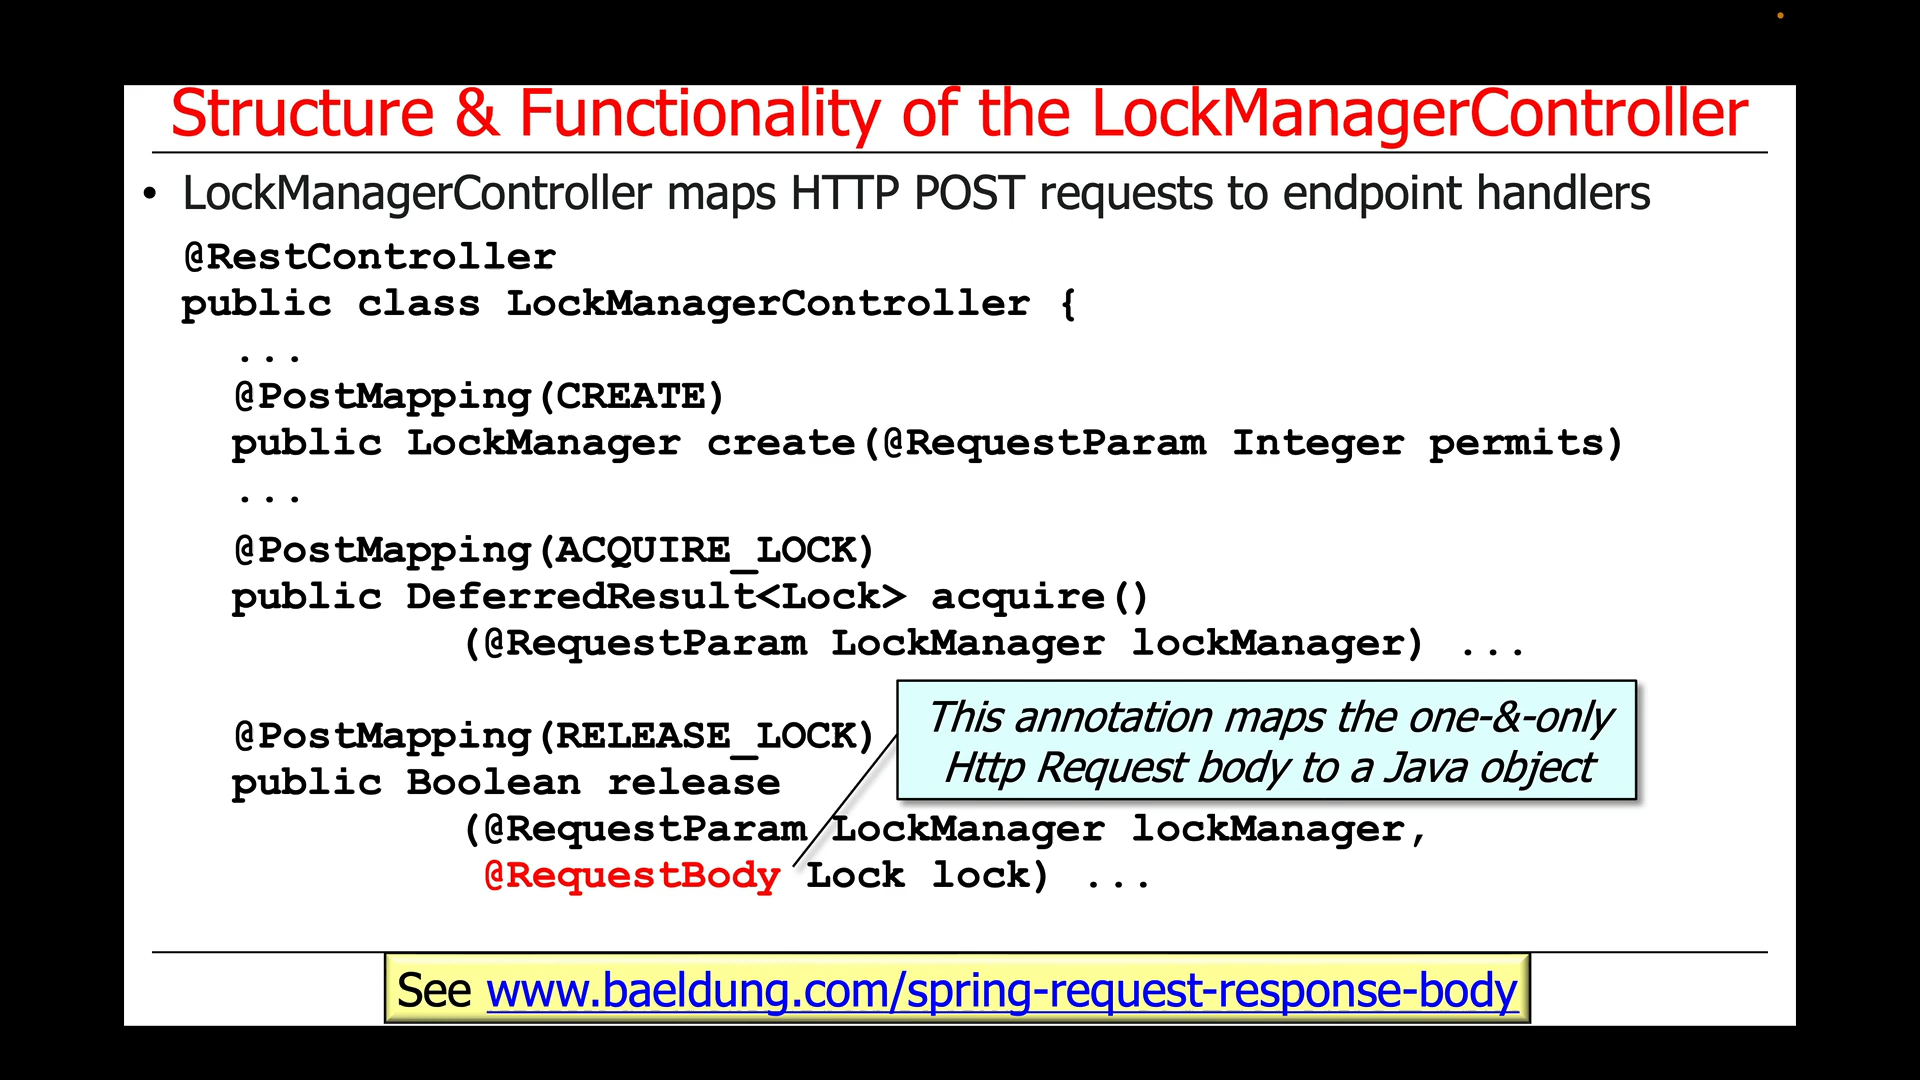 Structure & Functionality of the LockManagerController
• LockManagerController maps HTTP POST requests to endpoint handlers
@RestController
public class LockManagerController {
...
@PostMapping(CREATE)
public LockManager create(@RequestParam Integer permits)
...
@PostMapping(ACQUIRE_LOCK)
public DeferredResult<Lock> acquire()
(@RequestParam LockManager lockManager) ...
This annotation maps the one-&-only
Http Request body to a Java object
@PostMapping(RELEASE_LOCK)
public Boolean release
(@RequestParam LockManager lockManager,
@RequestBody Lock lock) ...
See www.baeldung.com/spring-request-response-body